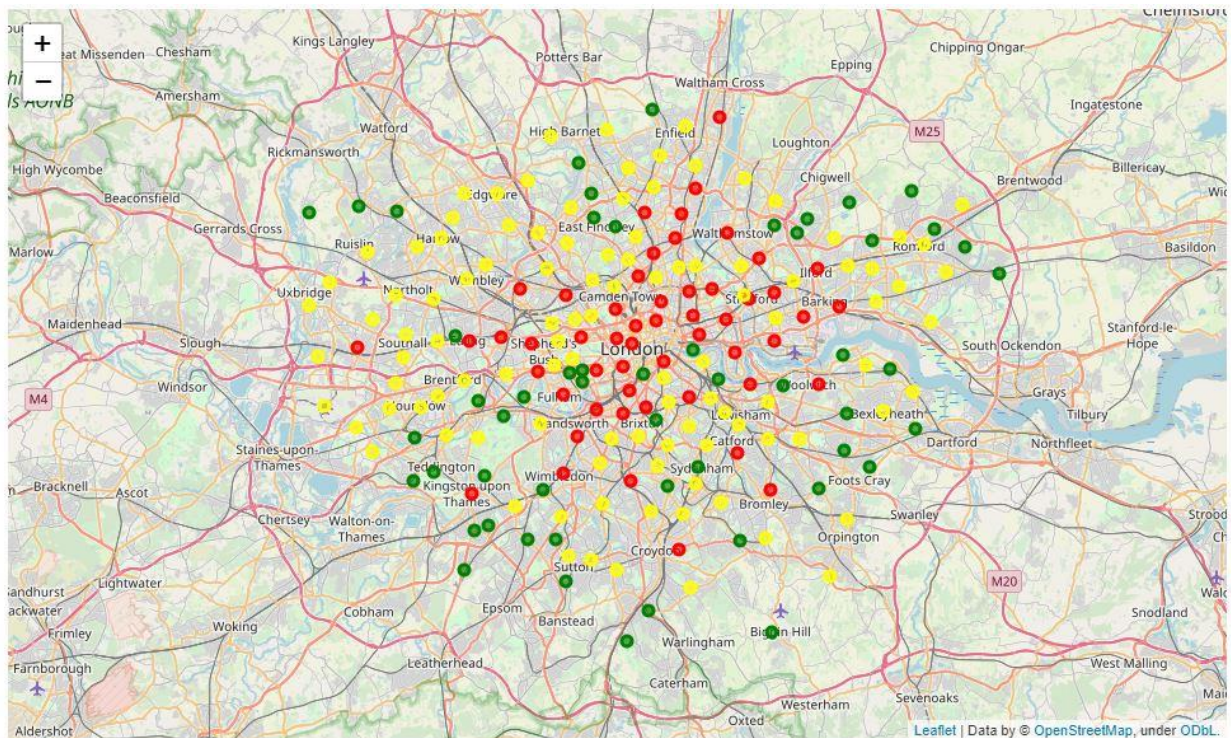 Chelmsford
Great Missenden
Chesham
Kings Langley
Potters Bar
Chipping Ongar
Epping
Waltham Cross
+
−
ls AONB
Amersham
Watford
High Barnet
Enfield
Loughton
Ingatestone
M25
Rickmansworth
Chigwell
Brentwood
Billericay
High Wycombe
Edgware
Beaconsfield
Gerrards Cross
Ruislip
Harrow
East Finchley
Walthamstow
Romford
Basildon
Marlow
Wembley
Ilford
Uxbridge
Northolt
Camden Town
Stratford
Barking
Maidenhead
Slough
Southall
Ealing
Shepherd's
Bush
London
South Ockendon
Stanford-le-
Hope
Windsor
Brentford
Woolwich
M4
Hounslow
Fulham
Grays
Tilbury
Wandsworth
Brixton
Lewisham
Bexleyheath
Staines-upon-
Thames
Catford
Dartford
Northfleet
Teddington
Wimbledon
Sydenham
Foots Cray
Bracknell
Ascot
Kingston upon
Thames
Bromley
Chertsey
Walton-on-
Thames
Swanley
Orpington
Croydon
Lightwater
Sutton
M20
Cobham
Epsom
Banstead
Snodland
Frimley
Woking
Warlingham
Biggin Hill
Farnborough
Leatherhead
West Malling
Caterham
Sevenoaks
Westerham
Oxted
Aldershot
Leaflet | Data by © OpenStreetMap, under ODbL.